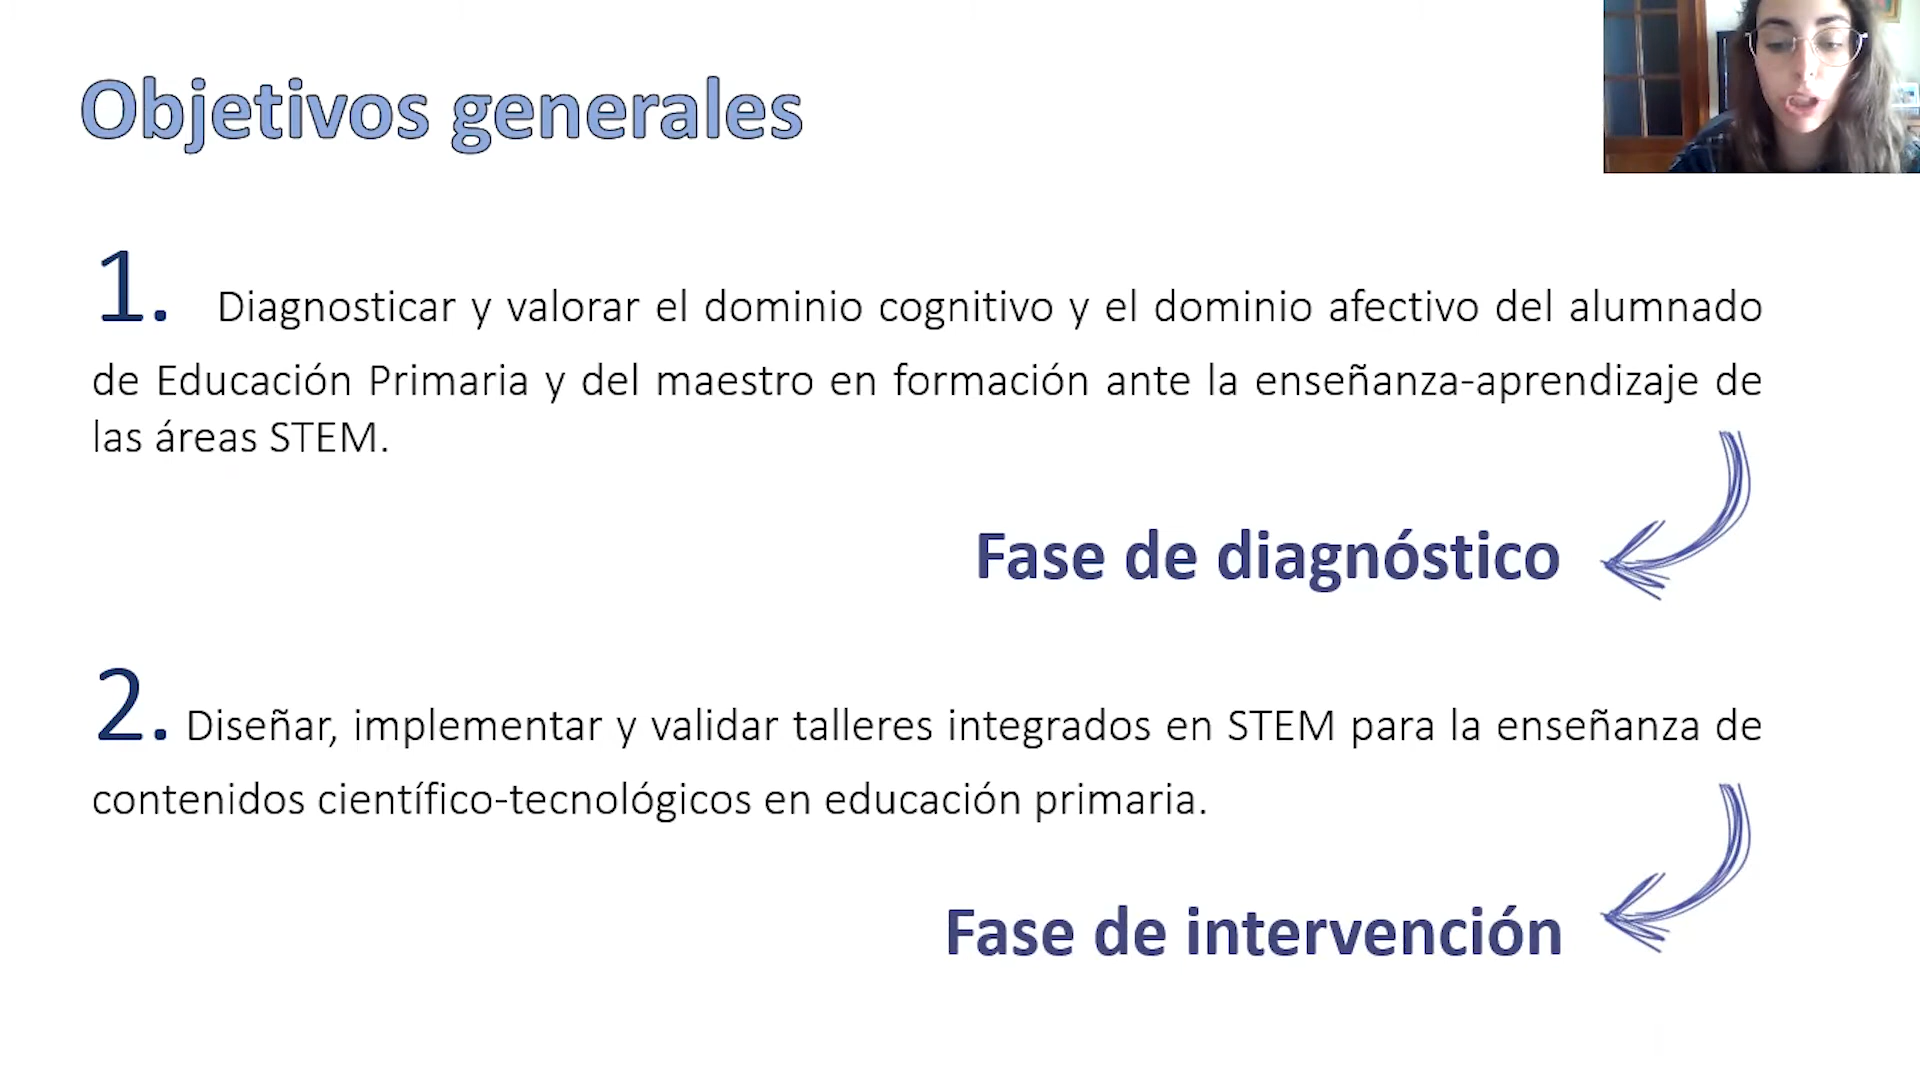 Objetivos generales
1. Diagnosticar y valorar el dominio cognitivo y el dominio afectivo del alumnado
de Educación Primaria y del maestro en formación ante la enseñanza-aprendizaje de
las áreas STEM.
Fase de diagnóstico
2. Diseñar, implementar y validar talleres integrados en STEM para la enseñanza de
contenidos científico-tecnológicos en educación primaria.
Fase de intervención